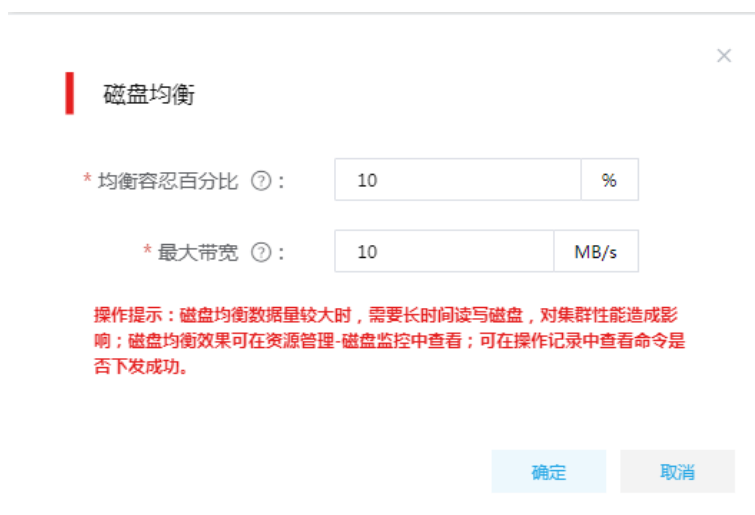 磁盘均衡
* 均衡容忍百分比 ? : 10 %
* 最大带宽 ? : 10 MB/s
操作提示：磁盘均衡数据量较大时，需要长时间读写磁盘，对集群性能造成影
响；磁盘均衡效果可在资源管理-磁盘监控中查看；可在操作记录中查看命令是
否下发成功。
确定 取消